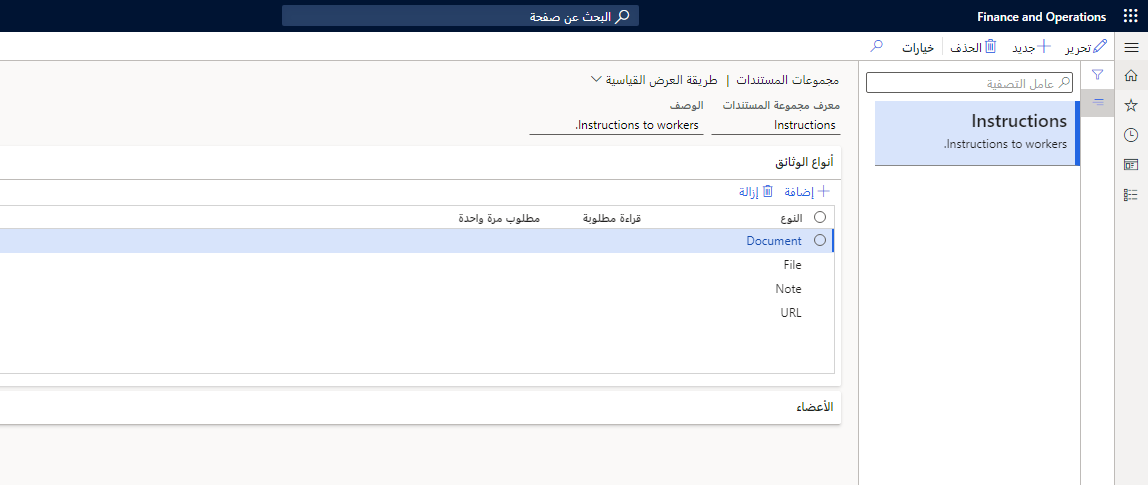 Finance and Operations
البحث عن صفحة
تحرير
جديد
الحذف
خيارات
عامل التصفية
Instructions
Instructions to workers.
مجموعات المستندات | طريقة العرض القياسية
معرف مجموعة المستندات
الوصف
Instructions
Instructions to workers.
أنواع الوثائق
إضافة
إزالة
النوع
قراءة مطلوبة
مطلوب مرة واحدة
Document
File
Note
URL
الأعضاء